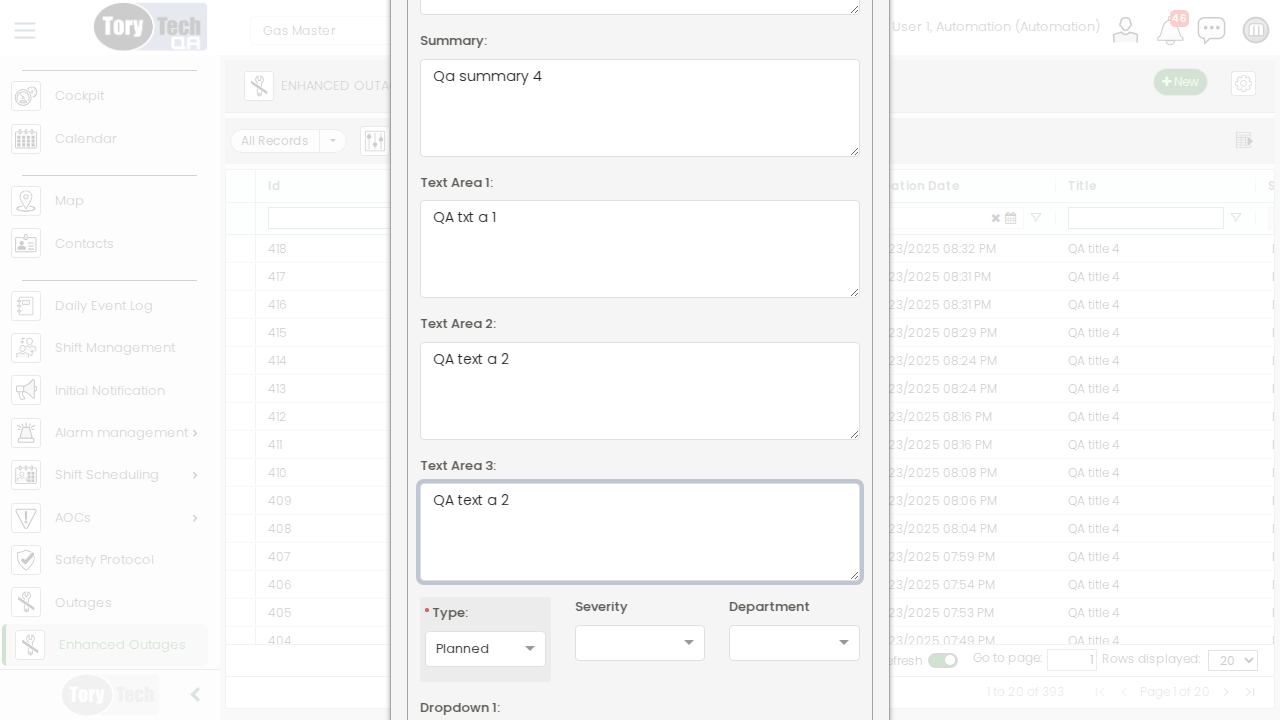 Tory Tech
QA
Gas Master
User 1, Automation (Automation)
46
m
Cockpit
Calendar
Map
Contacts
Daily Event Log
Shift Management
Initial Notification
Alarm management
Shift Scheduling
AOCs
Safety Protocol
Outages
Enhanced Outages
Tory Tech
ENHANCED OUTA
+ New
All Records
Id
ation Date
Title
S
418
23/2025 08:32 PM
QA title 4
417
23/2025 08:31 PM
QA title 4
416
23/2025 08:31 PM
QA title 4
415
23/2025 08:29 PM
QA title 4
414
23/2025 08:24 PM
QA title 4
413
23/2025 08:24 PM
QA title 4
412
23/2025 08:16 PM
QA title 4
411
23/2025 08:16 PM
QA title 4
410
23/2025 08:08 PM
QA title 4
409
23/2025 08:06 PM
QA title 4
408
23/2025 08:04 PM
QA title 4
407
23/2025 07:59 PM
QA title 4
406
23/2025 07:54 PM
QA title 4
405
23/2025 07:53 PM
QA title 4
404
23/2025 07:49 PM
QA title 4
efresh
Go to page:
1
Rows displayed:
20
1 to 20 of 393
Page 1 of 20
Summary:
Qa summary 4
Text Area 1:
QA txt a 1
Text Area 2:
QA text a 2
Text Area 3:
QA text a 2
• Type:
Severity
Department
Planned
Dropdown 1: